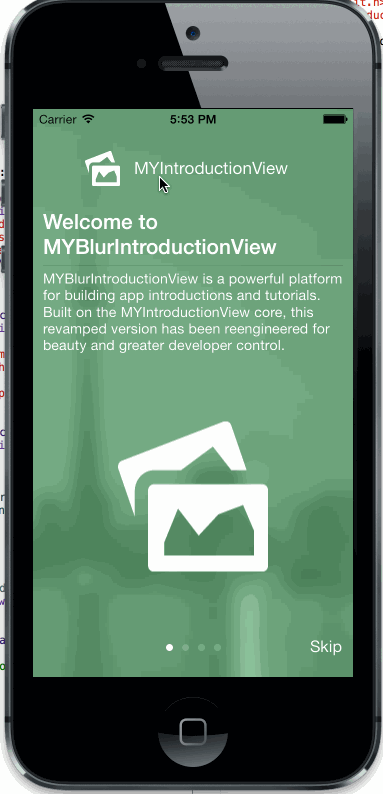 Carrier 5:53 PM
MYIntroductionView
Welcome to
MYBlurIntroductionView
MYBlurIntroductionView is a powerful platform
for building app introductions and tutorials.
Built on the MYIntroductionView core, this
revamped version has been reengineered for
beauty and greater developer control.
Skip